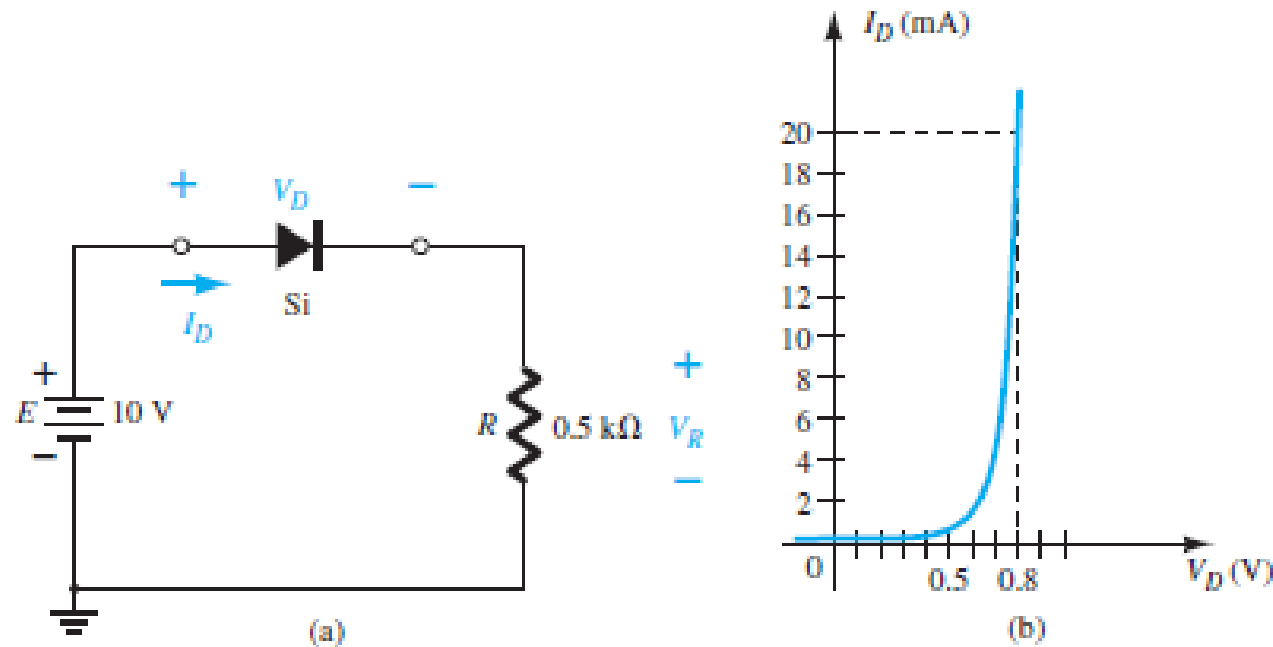 + V_D −
I_D
Si
+
E 10 V
−
R 0.5 kΩ
+
V_R
−
(a)
I_D (mA)
20
18
16
14
12
10
8
6
4
2
0
0.5 0.8
V_D (V)
(b)